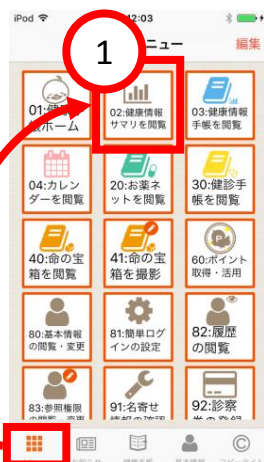 iPod 12:03
1
ニュー 編集
01:健康
帳ホーム
02:健康情報
サマリを閲覧
03:健康情報
手帳を閲覧
04:カレン
ダーを閲覧
20:お薬ネ
ットを閲覧
30:健診手
帳を閲覧
40:命の宝
箱を閲覧
41:命の宝
箱を撮影
60:ポイント
取得・活用
80:基本情報
の閲覧・変更
81:簡単ログ
インの設定
82:履歴
の閲覧
83:参照権限
91:名寄せ
92:診察